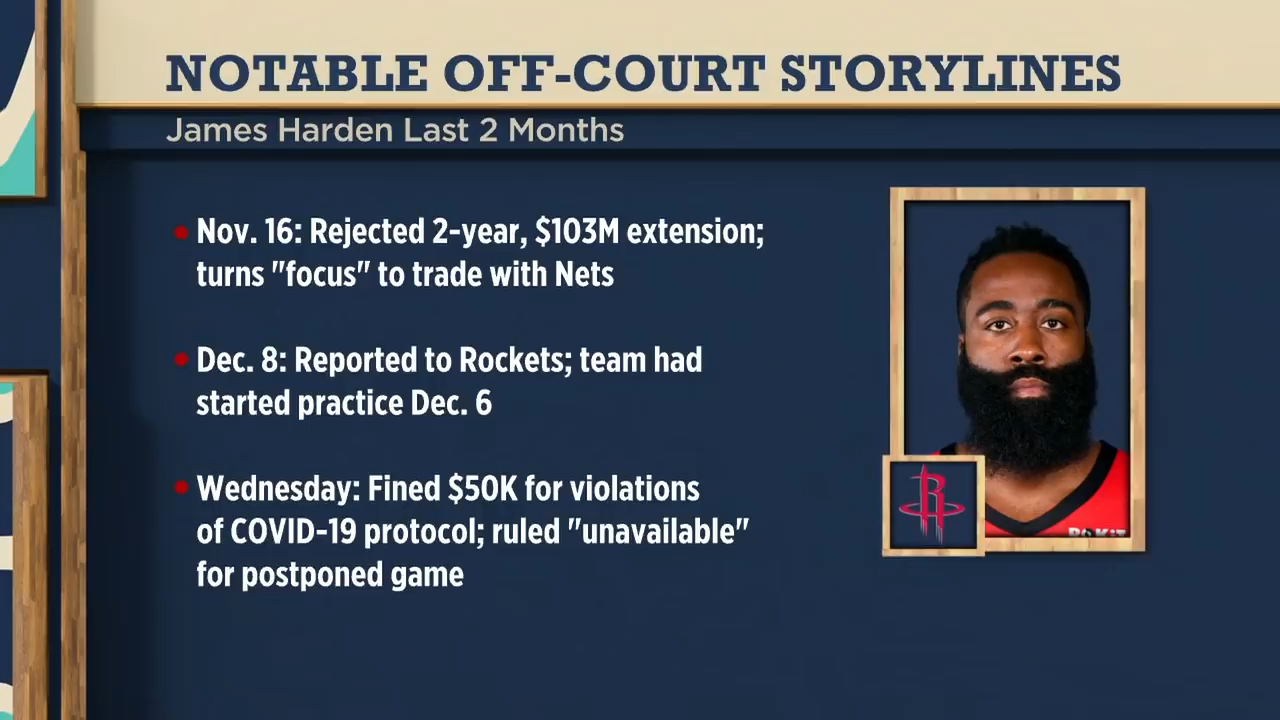 NOTABLE OFF-COURT STORYLINES
James Harden Last 2 Months
• Nov. 16: Rejected 2-year, $103M extension;
turns "focus" to trade with Nets
• Dec. 8: Reported to Rockets; team had
started practice Dec. 6
• Wednesday: Fined $50K for violations
of COVID-19 protocol; ruled "unavailable"
for postponed game
R